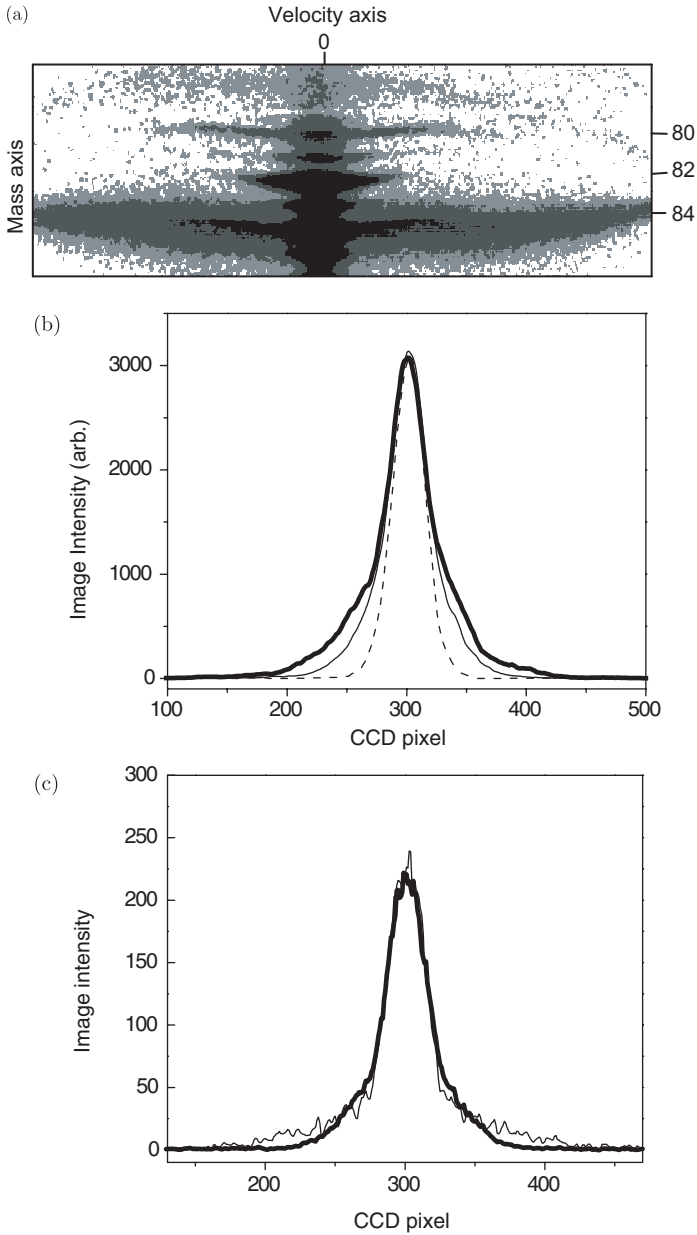 (a)
Velocity axis
0
Mass axis
80
82
84
(b)
Image Intensity (arb.)
3000
2000
1000
0
100 200 300 400 500
CCD pixel
(c)
Image intensity
300
250
200
150
100
50
0
200 300 400
CCD pixel